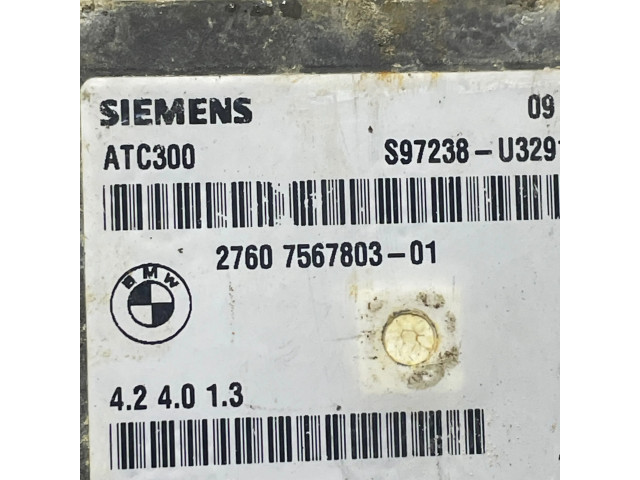 SIEMENS 09
ATC300 S97238-U329
2760 7567803-01
BMW
4.2 4.0 1.3